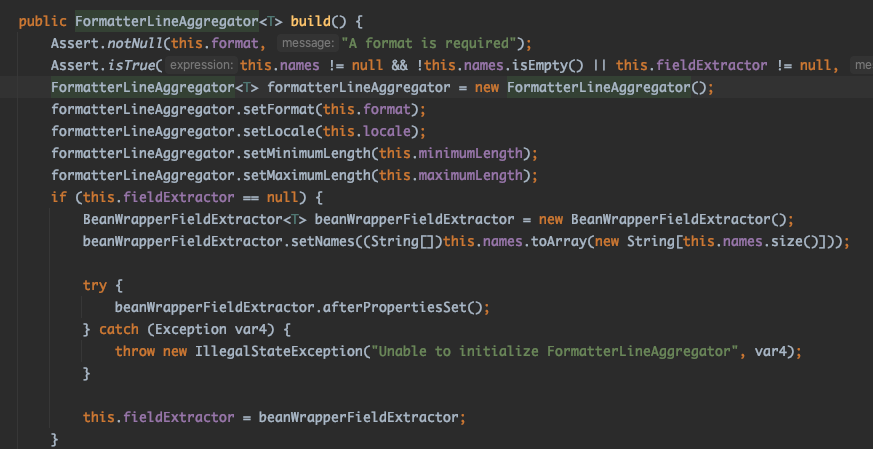 public FormatterLineAggregator<T> build() {
Assert.notNull(this.format, message: "A format is required");
Assert.isTrue( expression: this.names != null && !this.names.isEmpty() || this.fieldExtractor != null, me
FormatterLineAggregator<T> formatterLineAggregator = new FormatterLineAggregator();
formatterLineAggregator.setFormat(this.format);
formatterLineAggregator.setLocale(this.locale);
formatterLineAggregator.setMinimumLength(this.minimumLength);
formatterLineAggregator.setMaximumLength(this.maximumLength);
if (this.fieldExtractor == null) {
BeanWrapperFieldExtractor<T> beanWrapperFieldExtractor = new BeanWrapperFieldExtractor();
beanWrapperFieldExtractor.setNames((String[])this.names.toArray(new String[this.names.size()]));
try {
beanWrapperFieldExtractor.afterPropertiesSet();
} catch (Exception var4) {
throw new IllegalStateException("Unable to initialize FormatterLineAggregator", var4);
}
this.fieldExtractor = beanWrapperFieldExtractor;
}